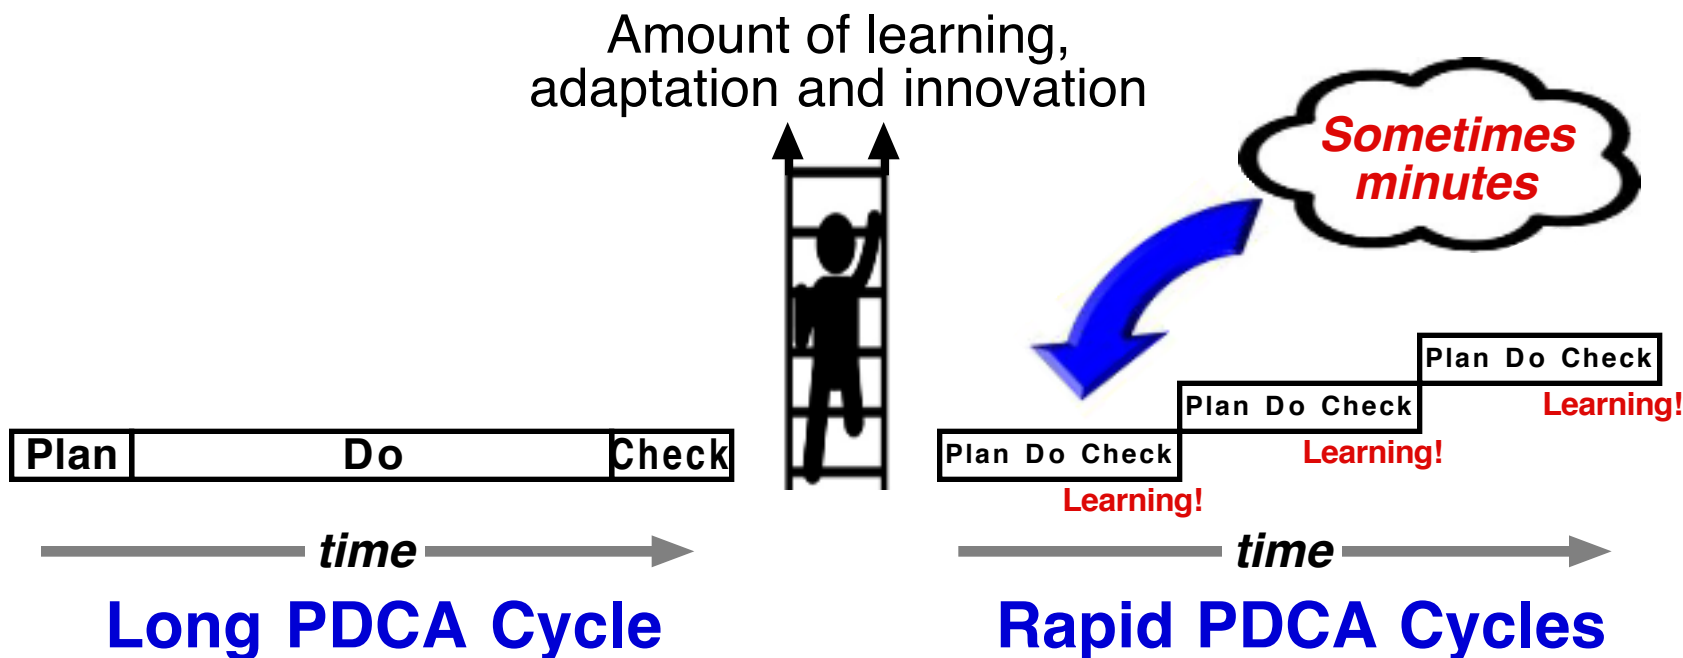 Amount of learning,
adaptation and innovation
Sometimes
minutes
Plan Do Check
time
Long PDCA Cycle
Plan Do Check
Learning!
Plan Do Check
Learning!
Plan Do Check
Learning!
time
Rapid PDCA Cycles